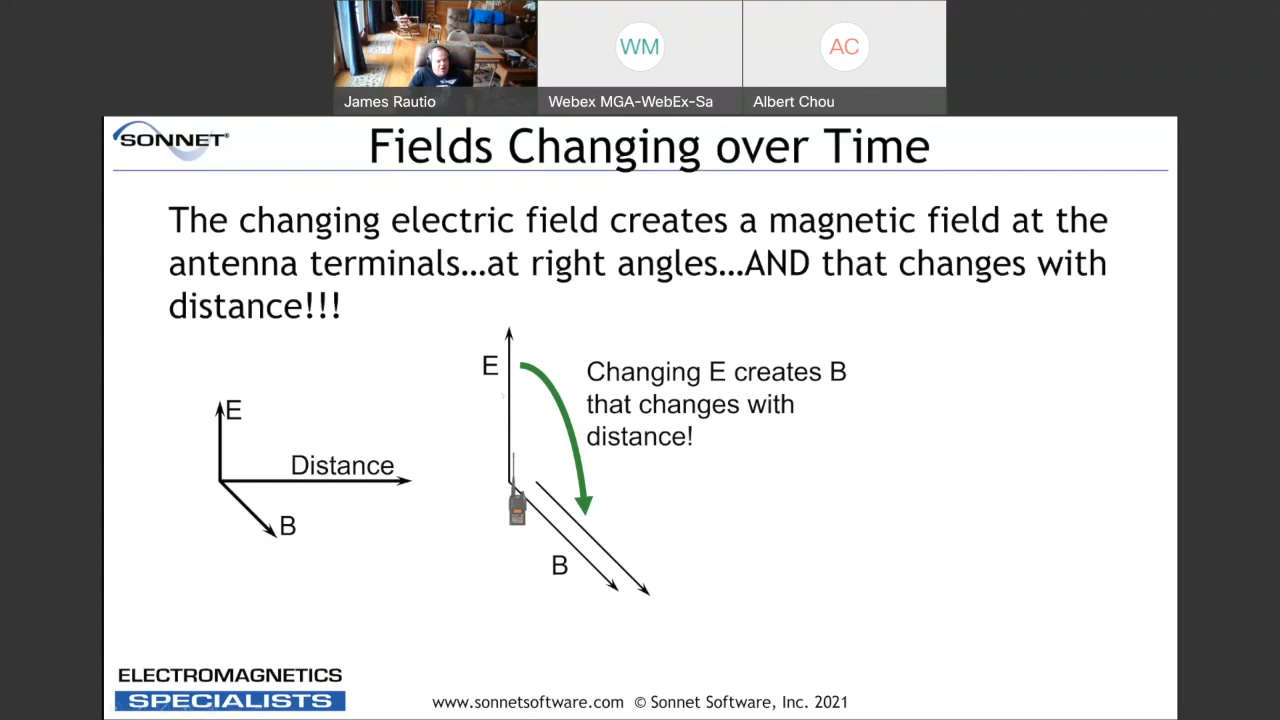 WM
AC
James Rautio
Webex MGA-WebEx-Sa
Albert Chou
SONNET®
Fields Changing over Time
The changing electric field creates a magnetic field at the
antenna terminals…at right angles…AND that changes with
distance!!!
E
Changing E creates B
that changes with
distance!
E
Distance
B
B
ELECTROMAGNETICS
SPECIALISTS
www.sonnetsoftware.com © Sonnet Software, Inc. 2021